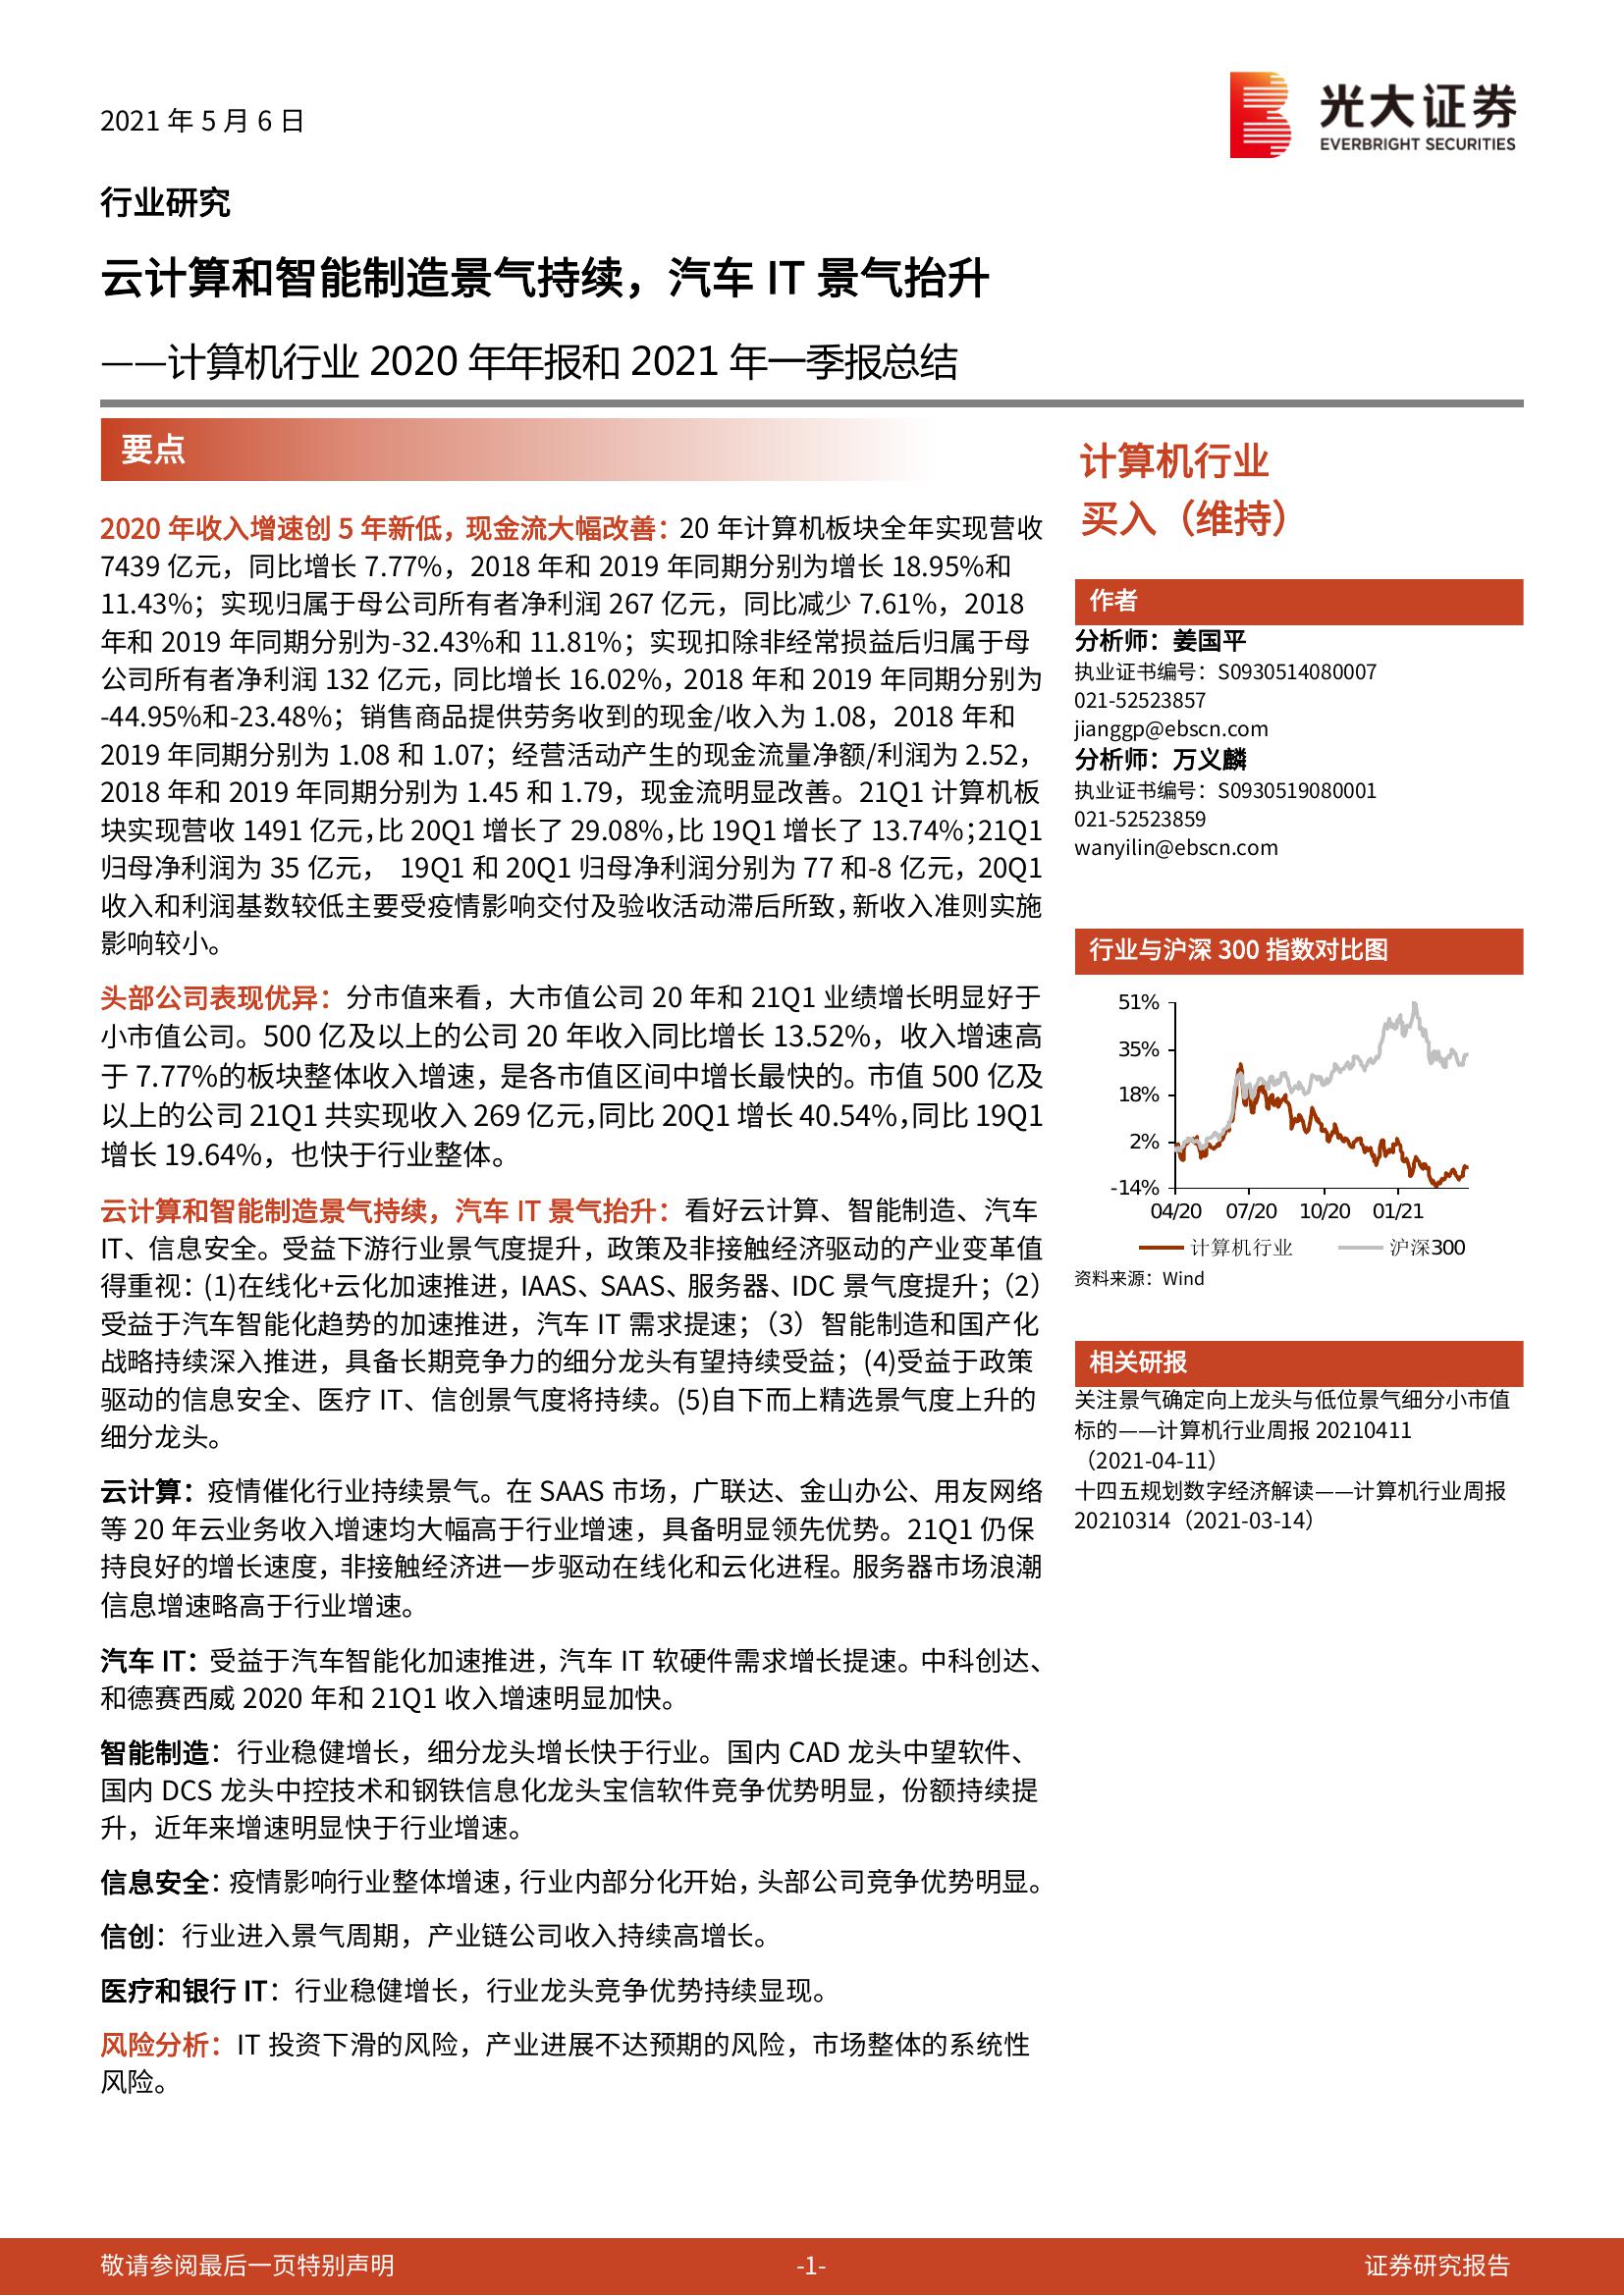 2021 年 5 月 6 日
光大证券
EVERBRIGHT SECURITIES
行业研究
云计算和智能制造景气持续，汽车 IT 景气抬升
——计算机行业 2020 年年报和 2021 年一季报总结
要点
2020 年收入增速创 5 年新低，现金流大幅改善：20 年计算机板块全年实现营收
7439 亿元，同比增长 7.77%，2018 年和 2019 年同期分别为增长 18.95%和
11.43%；实现归属于母公司所有者净利润 267 亿元，同比减少 7.61%，2018
年和 2019 年同期分别为-32.43%和 11.81%；实现扣除非经常损益后归属于母
公司所有者净利润 132 亿元，同比增长 16.02%，2018 年和 2019 年同期分别为
-44.95%和-23.48%；销售商品提供劳务收到的现金/收入为 1.08，2018 年和
2019 年同期分别为 1.08 和 1.07；经营活动产生的现金流量净额/利润为 2.52，
2018 年和 2019 年同期分别为 1.45 和 1.79，现金流明显改善。21Q1 计算机板
块实现营收 1491 亿元，比 20Q1 增长了 29.08%，比 19Q1 增长了 13.74%；21Q1
归母净利润为 35 亿元， 19Q1 和 20Q1 归母净利润分别为 77 和-8 亿元，20Q1
收入和利润基数较低主要受疫情影响交付及验收活动滞后所致，新收入准则实施
影响较小。
头部公司表现优异：分市值来看，大市值公司 20 年和 21Q1 业绩增长明显好于
小市值公司。500 亿及以上的公司 20 年收入同比增长 13.52%，收入增速高
于 7.77%的板块整体收入增速，是各市值区间中增长最快的。市值 500 亿及
以上的公司 21Q1 共实现收入 269 亿元，同比 20Q1 增长 40.54%，同比 19Q1
增长 19.64%，也快于行业整体。
云计算和智能制造景气持续，汽车 IT 景气抬升：看好云计算、智能制造、汽车
IT、信息安全。受益下游行业景气度提升，政策及非接触经济驱动的产业变革值
得重视：(1)在线化+云化加速推进，IAAS、SAAS、服务器、IDC 景气度提升；（2）
受益于汽车智能化趋势的加速推进，汽车 IT 需求提速；（3）智能制造和国产化
战略持续深入推进，具备长期竞争力的细分龙头有望持续受益；(4)受益于政策
驱动的信息安全、医疗 IT、信创景气度将持续。(5)自下而上精选景气度上升的
细分龙头。
云计算：疫情催化行业持续景气。在 SAAS 市场，广联达、金山办公、用友网络
等 20 年云业务收入增速均大幅高于行业增速，具备明显领先优势。21Q1 仍保
持良好的增长速度，非接触经济进一步驱动在线化和云化进程。服务器市场浪潮
信息增速略高于行业增速。
汽车 IT：受益于汽车智能化加速推进，汽车 IT 软硬件需求增长提速。中科创达、
和德赛西威 2020 年和 21Q1 收入增速明显加快。
智能制造：行业稳健增长，细分龙头增长快于行业。国内 CAD 龙头中望软件、
国内 DCS 龙头中控技术和钢铁信息化龙头宝信软件竞争优势明显，份额持续提
升，近年来增速明显快于行业增速。
信息安全：疫情影响行业整体增速，行业内部分化开始，头部公司竞争优势明显。
信创：行业进入景气周期，产业链公司收入持续高增长。
医疗和银行 IT：行业稳健增长，行业龙头竞争优势持续显现。
风险分析：IT 投资下滑的风险，产业进展不达预期的风险，市场整体的系统性
风险。
计算机行业
买入（维持）
作者
分析师：姜国平
执业证书编号：S0930514080007
021-52523857
jianggp@ebscn.com
分析师：万义麟
执业证书编号：S0930519080001
021-52523859
wanyilin@ebscn.com
行业与沪深 300 指数对比图
51%
35%
18%
2%
-14%
04/20 07/20 10/20 01/21
计算机行业 沪深300
资料来源：Wind
相关研报
关注景气确定向上龙头与低位景气细分小市值
标的——计算机行业周报 20210411
（2021-04-11）
十四五规划数字经济解读——计算机行业周报
20210314（2021-03-14）
敬请参阅最后一页特别声明 -1- 证券研究报告